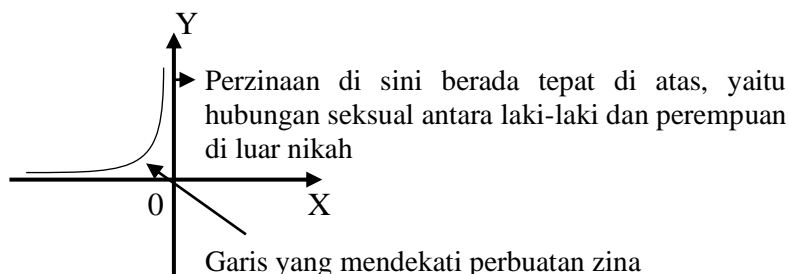 Y
Perzinaan di sini berada tepat di atas, yaitu
hubungan seksual antara laki-laki dan perempuan
di luar nikah
0
X
Garis yang mendekati perbuatan zina